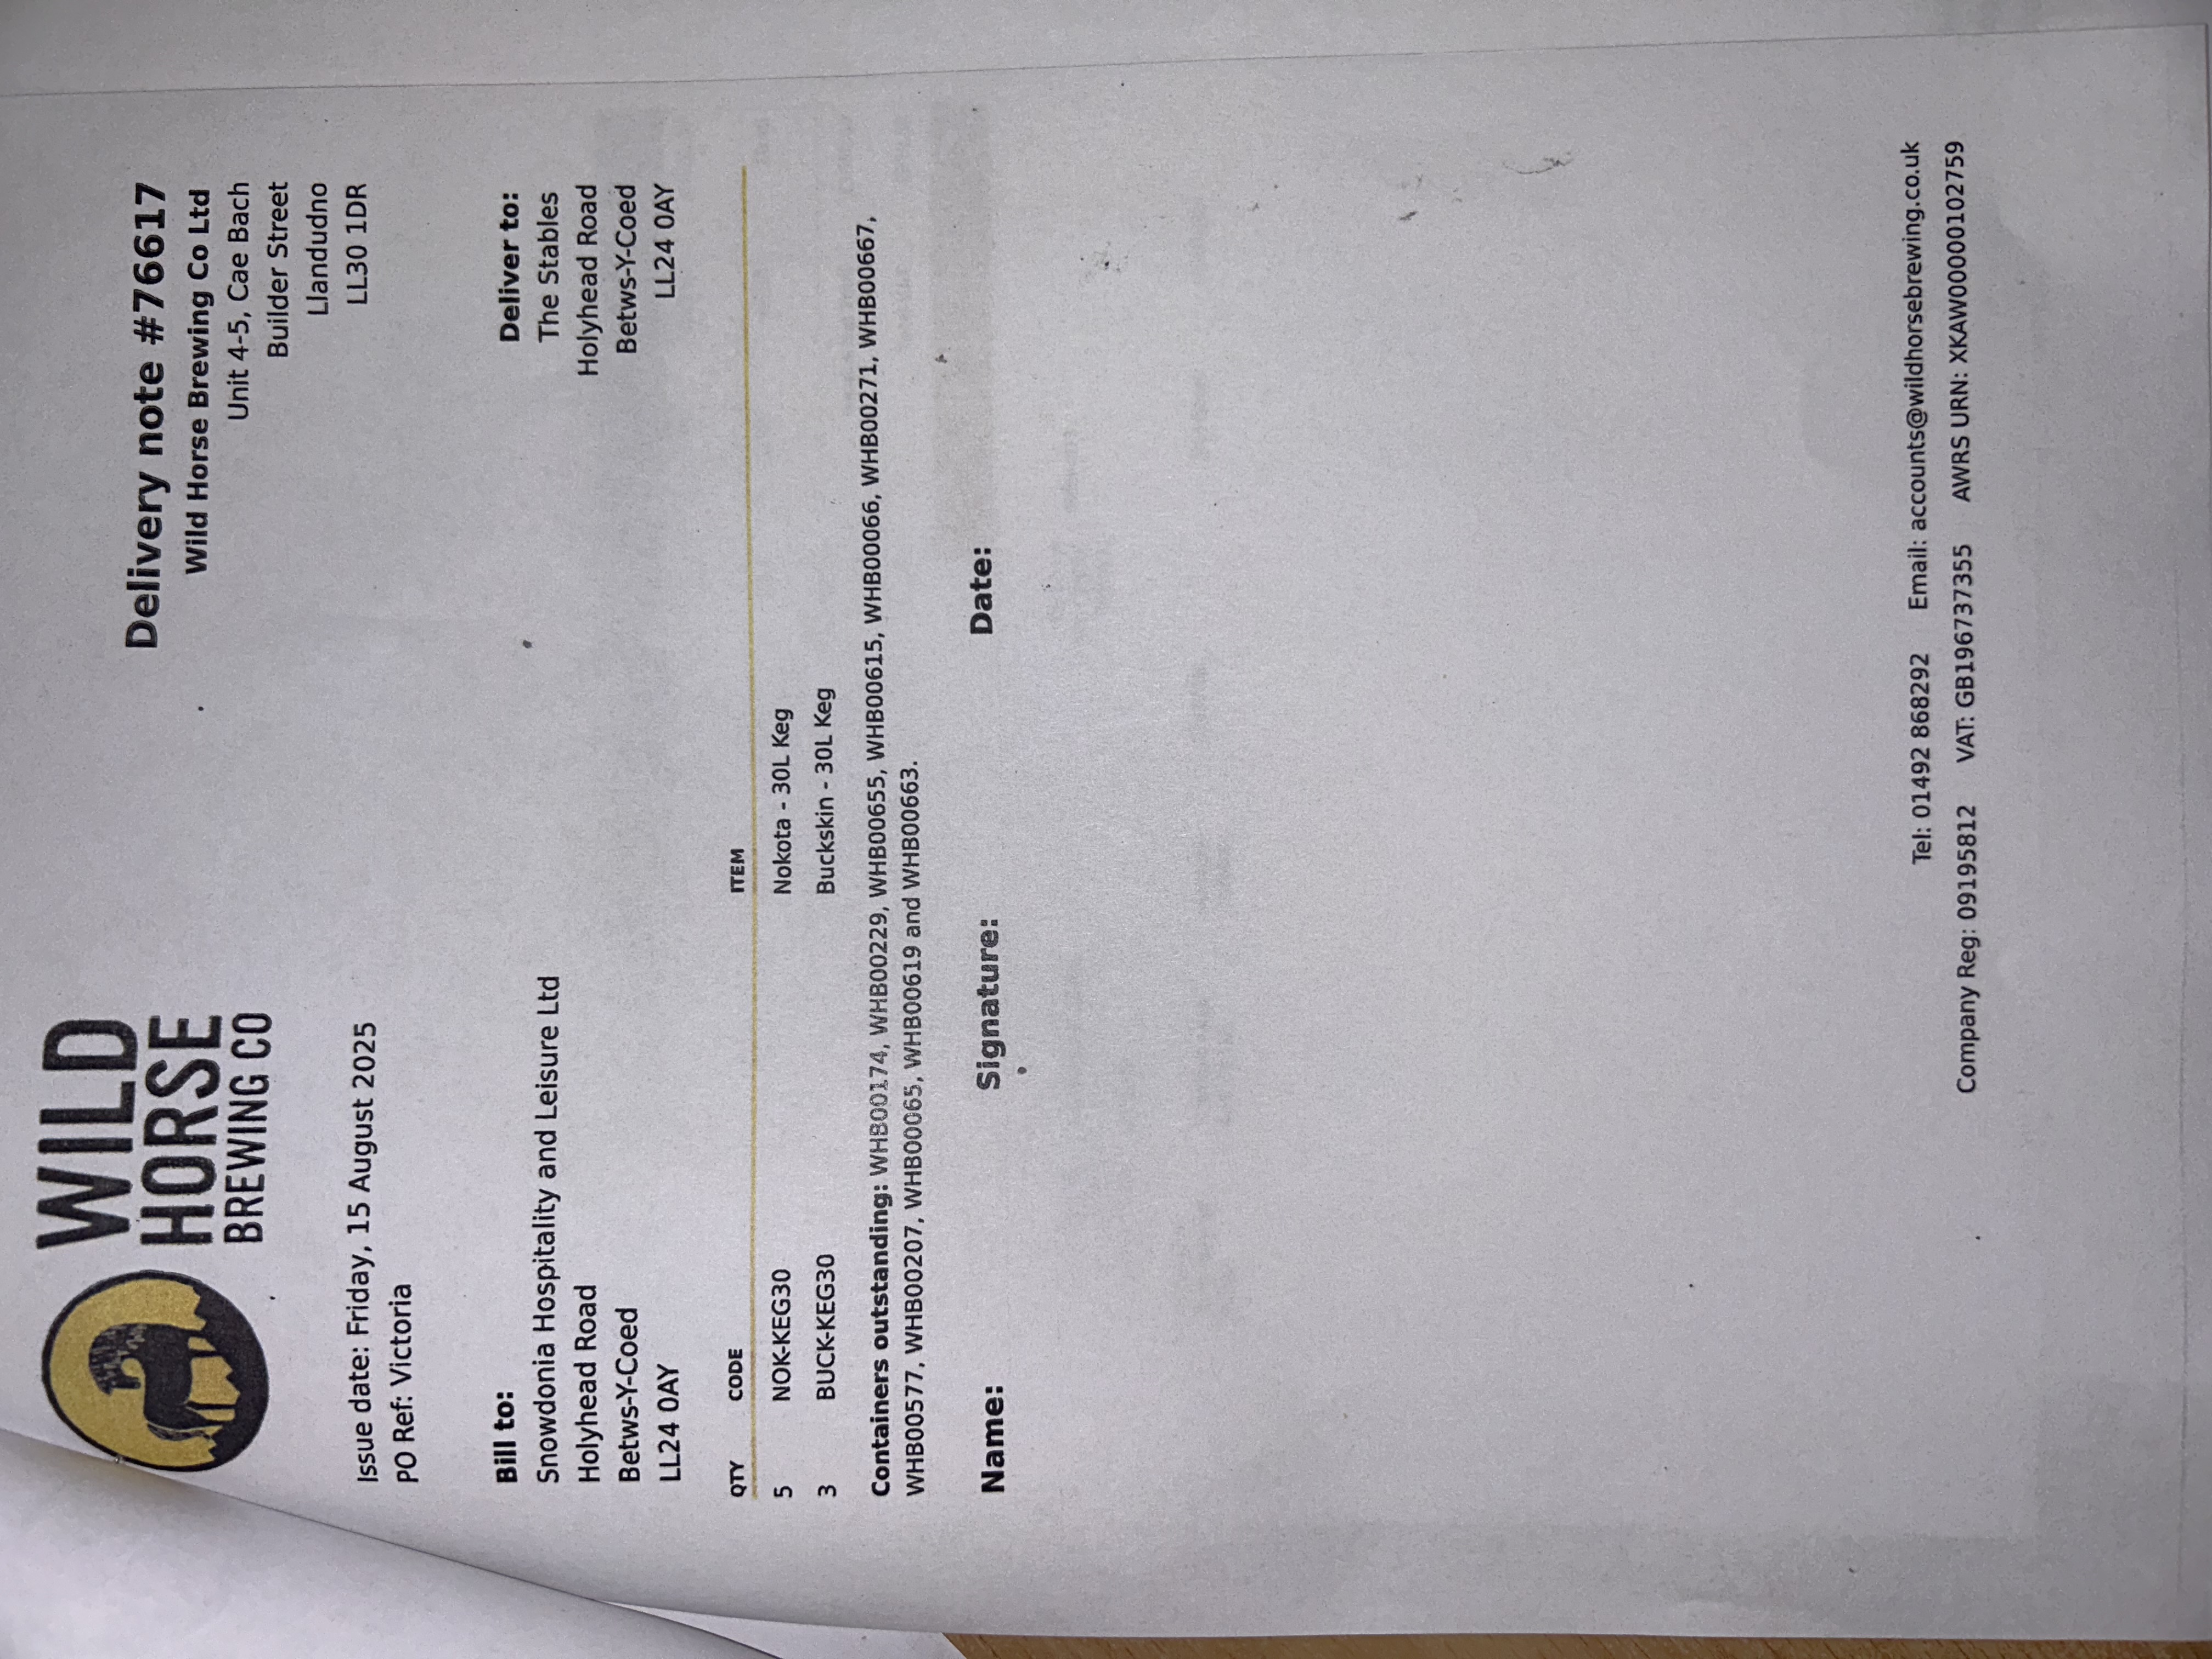 WILD
HORSE
BREWING CO
Delivery note #76617
Wild Horse Brewing Co Ltd
Unit 4-5, Cae Bach
Builder Street
Llandudno
LL30 1DR
Issue date: Friday, 15 August 2025
PO Ref: Victoria
Bill to:
Snowdonia Hospitality and Leisure Ltd
Holyhead Road
Betws-Y-Coed
LL24 0AY
Deliver to:
The Stables
Holyhead Road
Betws-Y-Coed
LL24 0AY
QTY CODE ITEM
5 NOK-KEG30 Nokota - 30L Keg
3 BUCK-KEG30 Buckskin - 30L Keg
Containers outstanding: WHB00174, WHB00229, WHB00655, WHB00615, WHB00066, WHB00271, WHB00667,
WHB00577, WHB00207, WHB00065, WHB00619 and WHB00663.
Name: Signature: Date:
Tel: 01492 868292 Email: accounts@wildhorsebrewing.co.uk
Company Reg: 09195812 VAT: GB196737355 AWRS URN: XKAW00000102759